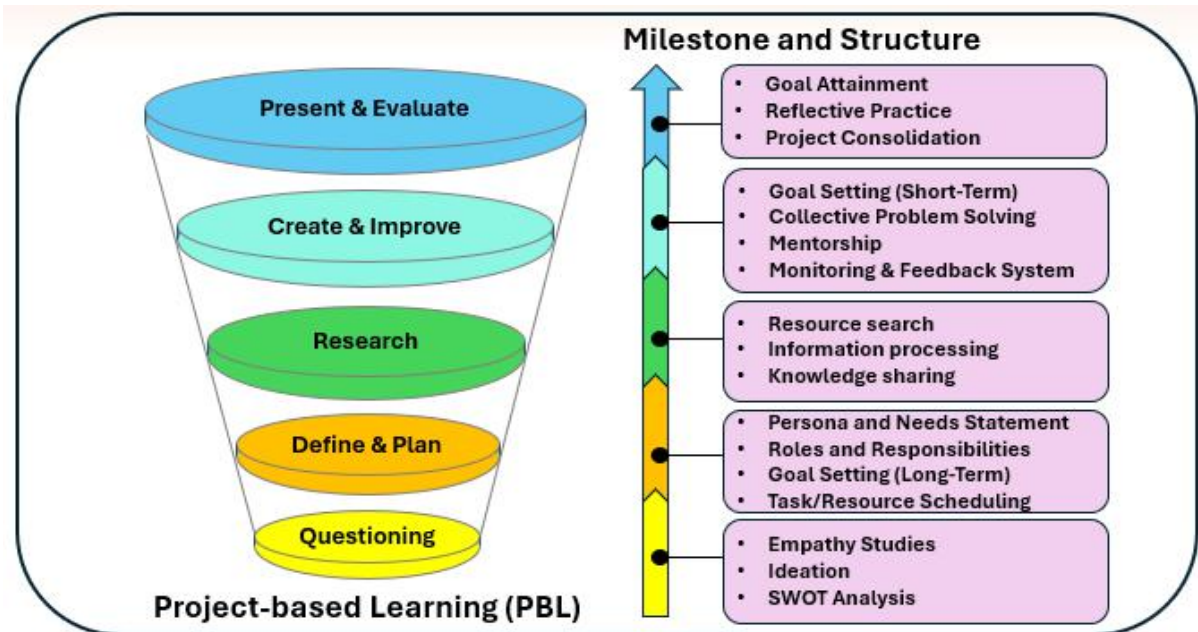 Milestone and Structure
Present & Evaluate
• Goal Attainment
• Reflective Practice
• Project Consolidation
Create & Improve
• Goal Setting (Short-Term)
• Collective Problem Solving
• Mentorship
• Monitoring & Feedback System
Research
• Resource search
• Information processing
• Knowledge sharing
Define & Plan
• Persona and Needs Statement
• Roles and Responsibilities
• Goal Setting (Long-Term)
• Task/Resource Scheduling
Questioning
• Empathy Studies
• Ideation
• SWOT Analysis
Project-based Learning (PBL)